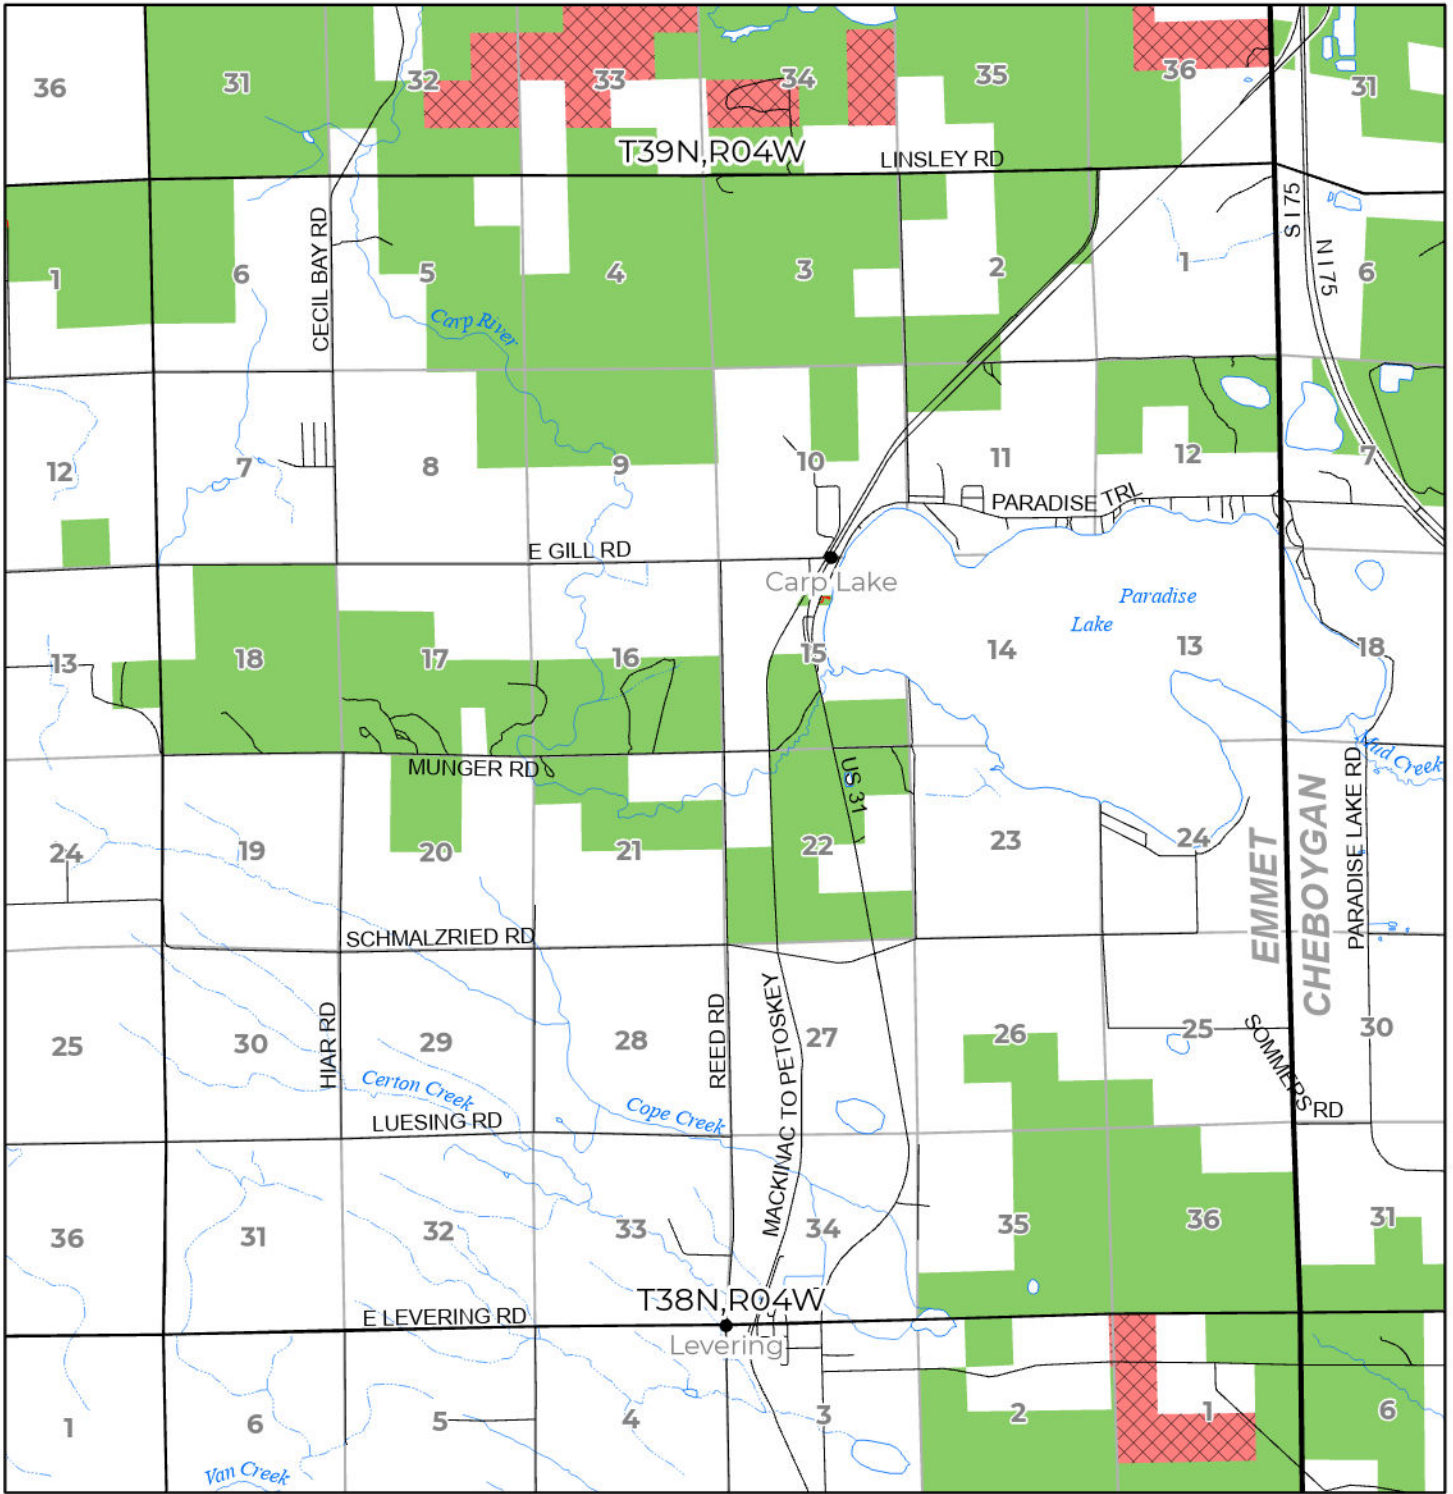 36 31 32 33 34 35 36 31
T39N,R04W
LINSLEY RD
S I 75
N I 75
CECIL BAY RD
1 6 5 4 3 2 1 6
Carp River
12 7 8 9 10 11 12 7
PARADISE TRL
E GILL RD
Carp Lake
Paradise
Lake
13 18 17 16 15 14 13 18
MUNGER RD
US 31
Mud Creek
PARADISE LAKE RD
EMMET
CHEBOYGAN
24 19 20 21 22 23 24
SCHMALZRIED RD
HIAR RD
REED RD
MACKINAC TO PETOSKEY
25 30 29 28 27 26 25 30
SOMMERS RD
Certon Creek
Cope Creek
LUESING RD
36 31 32 33 34 35 36 31
T38N,R04W
E LEVERING RD
Levering
1 6 5 4 3 2 1 6
Van Creek